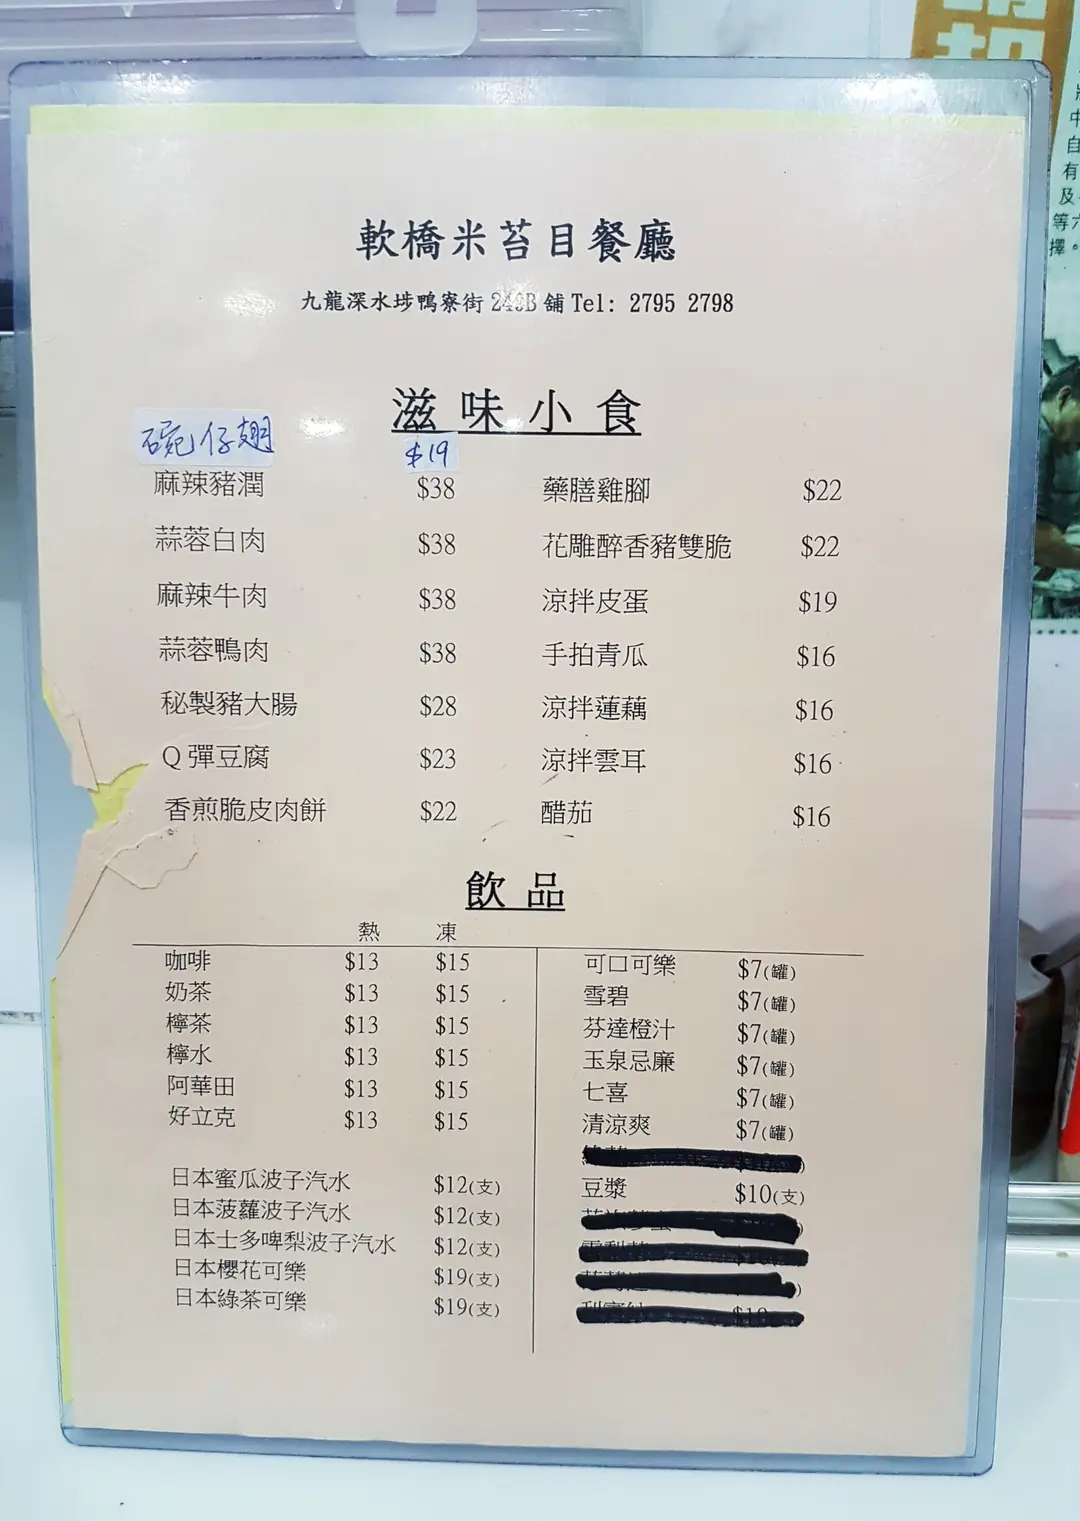 軟橋米苔目餐廳
九龍深水埗鴨寮街 舖 Tel: 2795 2798
滋味小食
碗仔翅 $19
麻辣豬潤 $38 藥膳雞腳 $22
蒜蓉白肉 $38 花雕醉香豬雙脆 $22
麻辣牛肉 $38 涼拌皮蛋 $19
蒜蓉鴨肉 $38 手拍青瓜 $16
秘製豬大腸 $28 涼拌蓮藕 $16
Q彈豆腐 $23 涼拌雲耳 $16
香煎脆皮肉餅 $22 醋茄 $16
飲品
熱 凍
咖啡 $13 $15
奶茶 $13 $15
檸茶 $13 $15
檸水 $13 $15
阿華田 $13 $15
好立克 $13 $15
日本蜜瓜波子汽水 $12(支)
日本菠蘿波子汽水 $12(支)
日本士多啤梨波子汽水 $12(支)
日本櫻花可樂 $19(支)
日本綠茶可樂 $19(支)
可口可樂 $7(罐)
雪碧 $7(罐)
芬達橙汁 $7(罐)
玉泉忌廉 $7(罐)
七喜 $7(罐)
清涼爽 $7(罐)
豆漿 $10(支)
中
自
有
及
等六
擇。